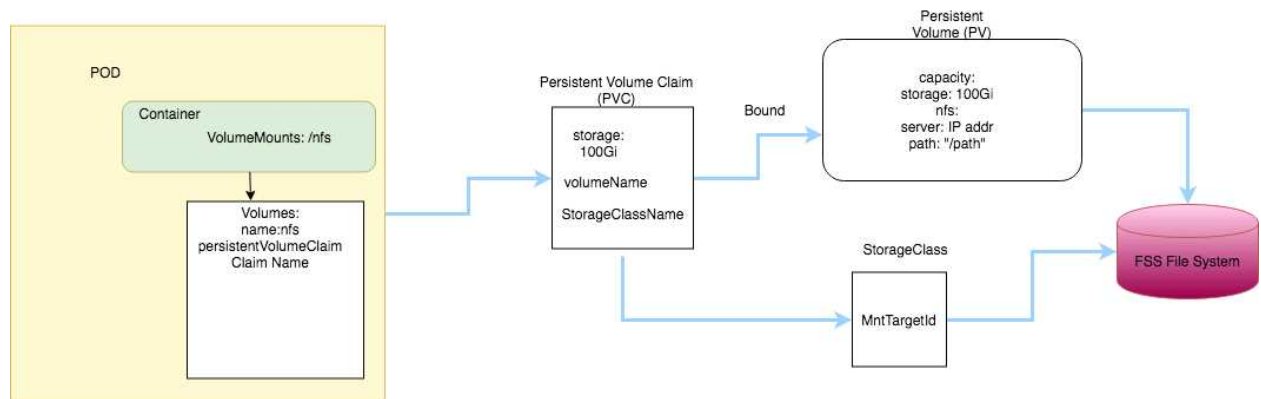 POD
Container
VolumeMounts: /nfs
Volumes:
name:nfs
persistentVolumeClaim
Claim Name
Persistent Volume Claim
(PVC)
storage:
100Gi
volumeName
StorageClassName
Bound
Persistent
Volume (PV)
capacity:
storage: 100Gi
nfs:
server: IP addr
path: "/path"
StorageClass
MntTargetId
FSS File System